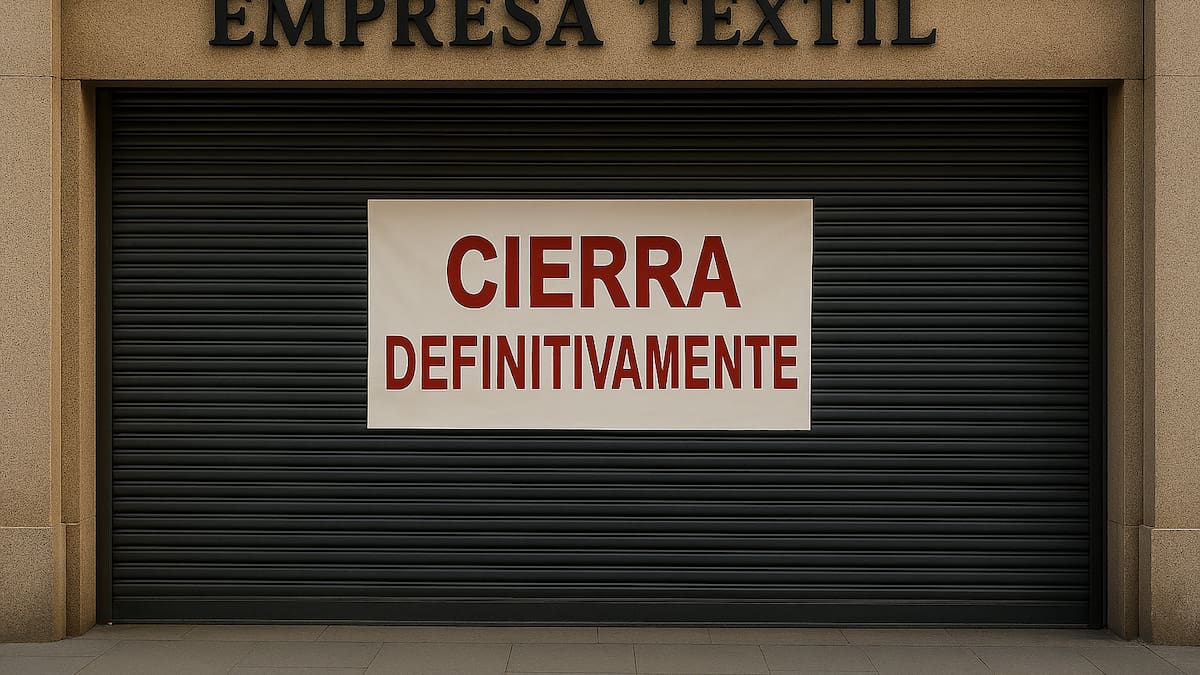 EMPRESA TEXTIL
CIERRA
DEFINITIVAMENTE